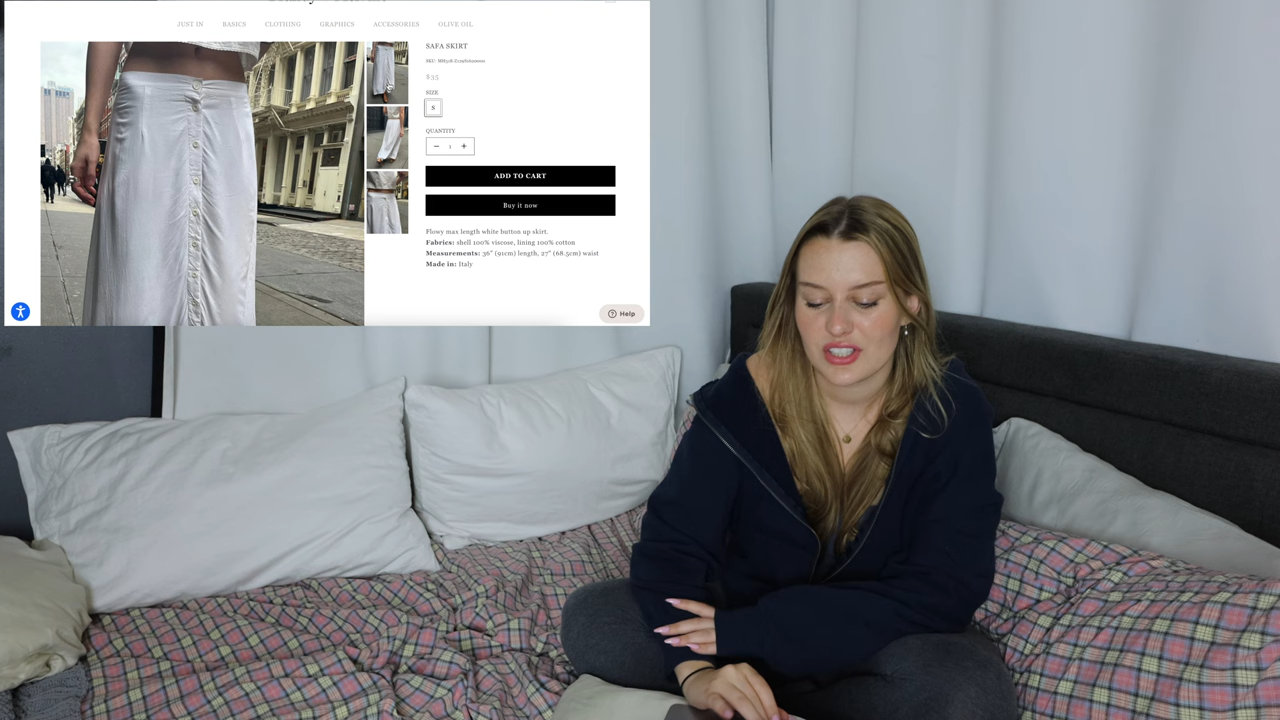 JUST IN BASICS CLOTHING GRAPHICS ACCESSORIES OLIVE OIL
SAFA SKIRT
SKU:
$35
SIZE
S
QUANTITY
− 1 +
ADD TO CART
Buy it now
Flowy max length white button up skirt.
Fabrics: shell 100% viscose, lining 100% cotton
Measurements: 36" (91cm) length, 27" (68.5cm) waist
Made in: Italy
Help